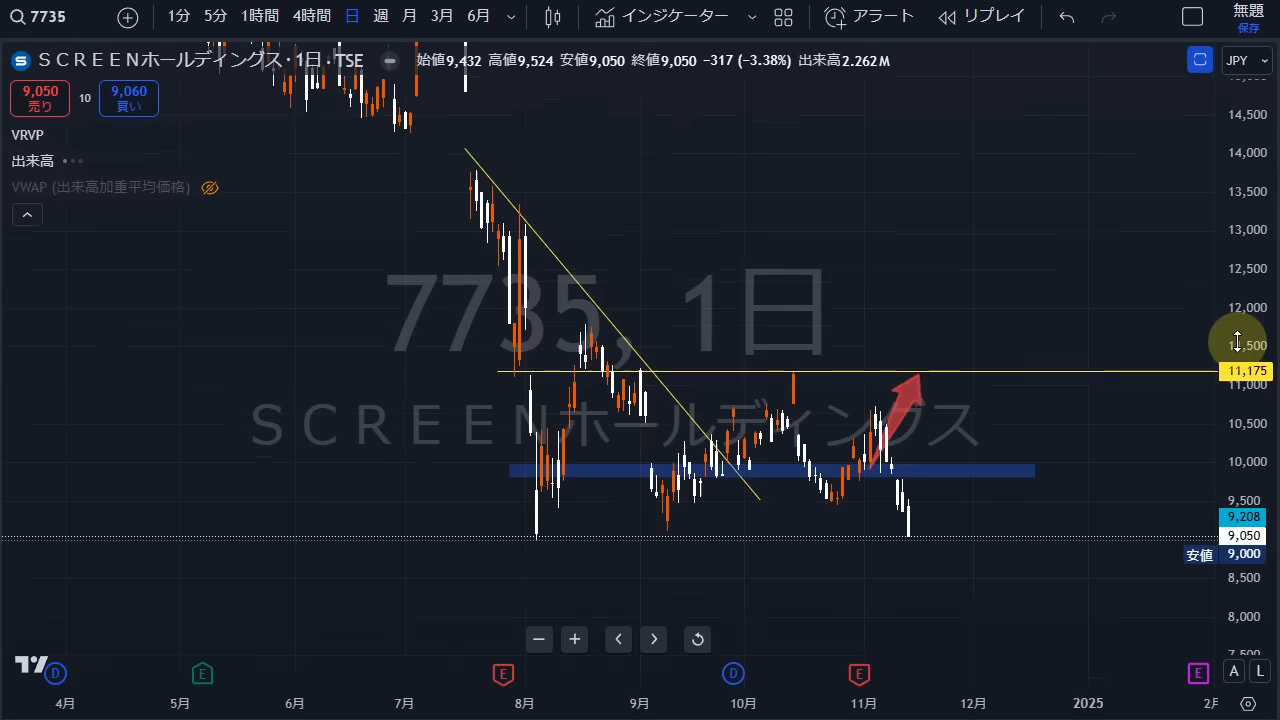 7735
1分 5分 1時間 4時間 日 週 月 3月 6月 インジケーター アラート リプレイ 無題
保存
S ＳＣＲＥＥＮホールディングス · 1日 · TSE 始値9,432 高値9,524 安値9,050 終値9,050 −317 (−3.38%) 出来高2.262 M JPY
9,050 売り
10
9,060 買い
VRVP
出来高
VWAP (出来高加重平均価格)
7735, 1日
ＳＣＲＥＥＮホールディングス
14,500
14,000
13,500
13,000
12,500
12,000
11,500
11,175
11,000
10,500
10,000
9,500
9,208
9,050
安値 9,000
8,500
8,000
7,500
D E E D E E A L
4月 5月 6月 7月 8月 9月 10月 11月 12月 2025 2月